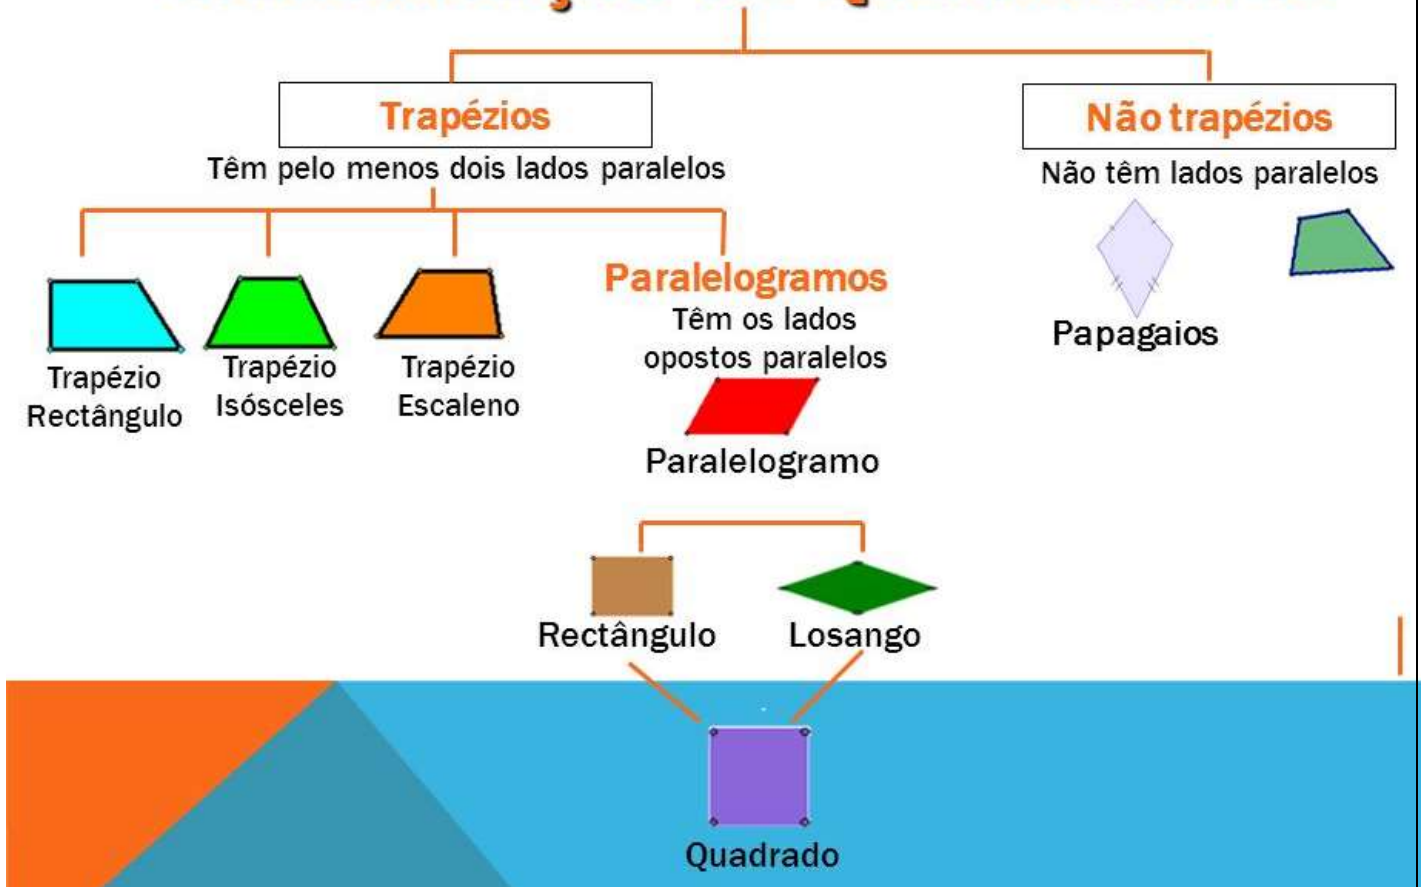 Trapézios
Têm pelo menos dois lados paralelos
Não trapézios
Não têm lados paralelos
Trapézio
Rectângulo
Trapézio
Isósceles
Trapézio
Escaleno
Paralelogramos
Têm os lados
opostos paralelos
Paralelogramo
Papagaios
Rectângulo
Losango
Quadrado